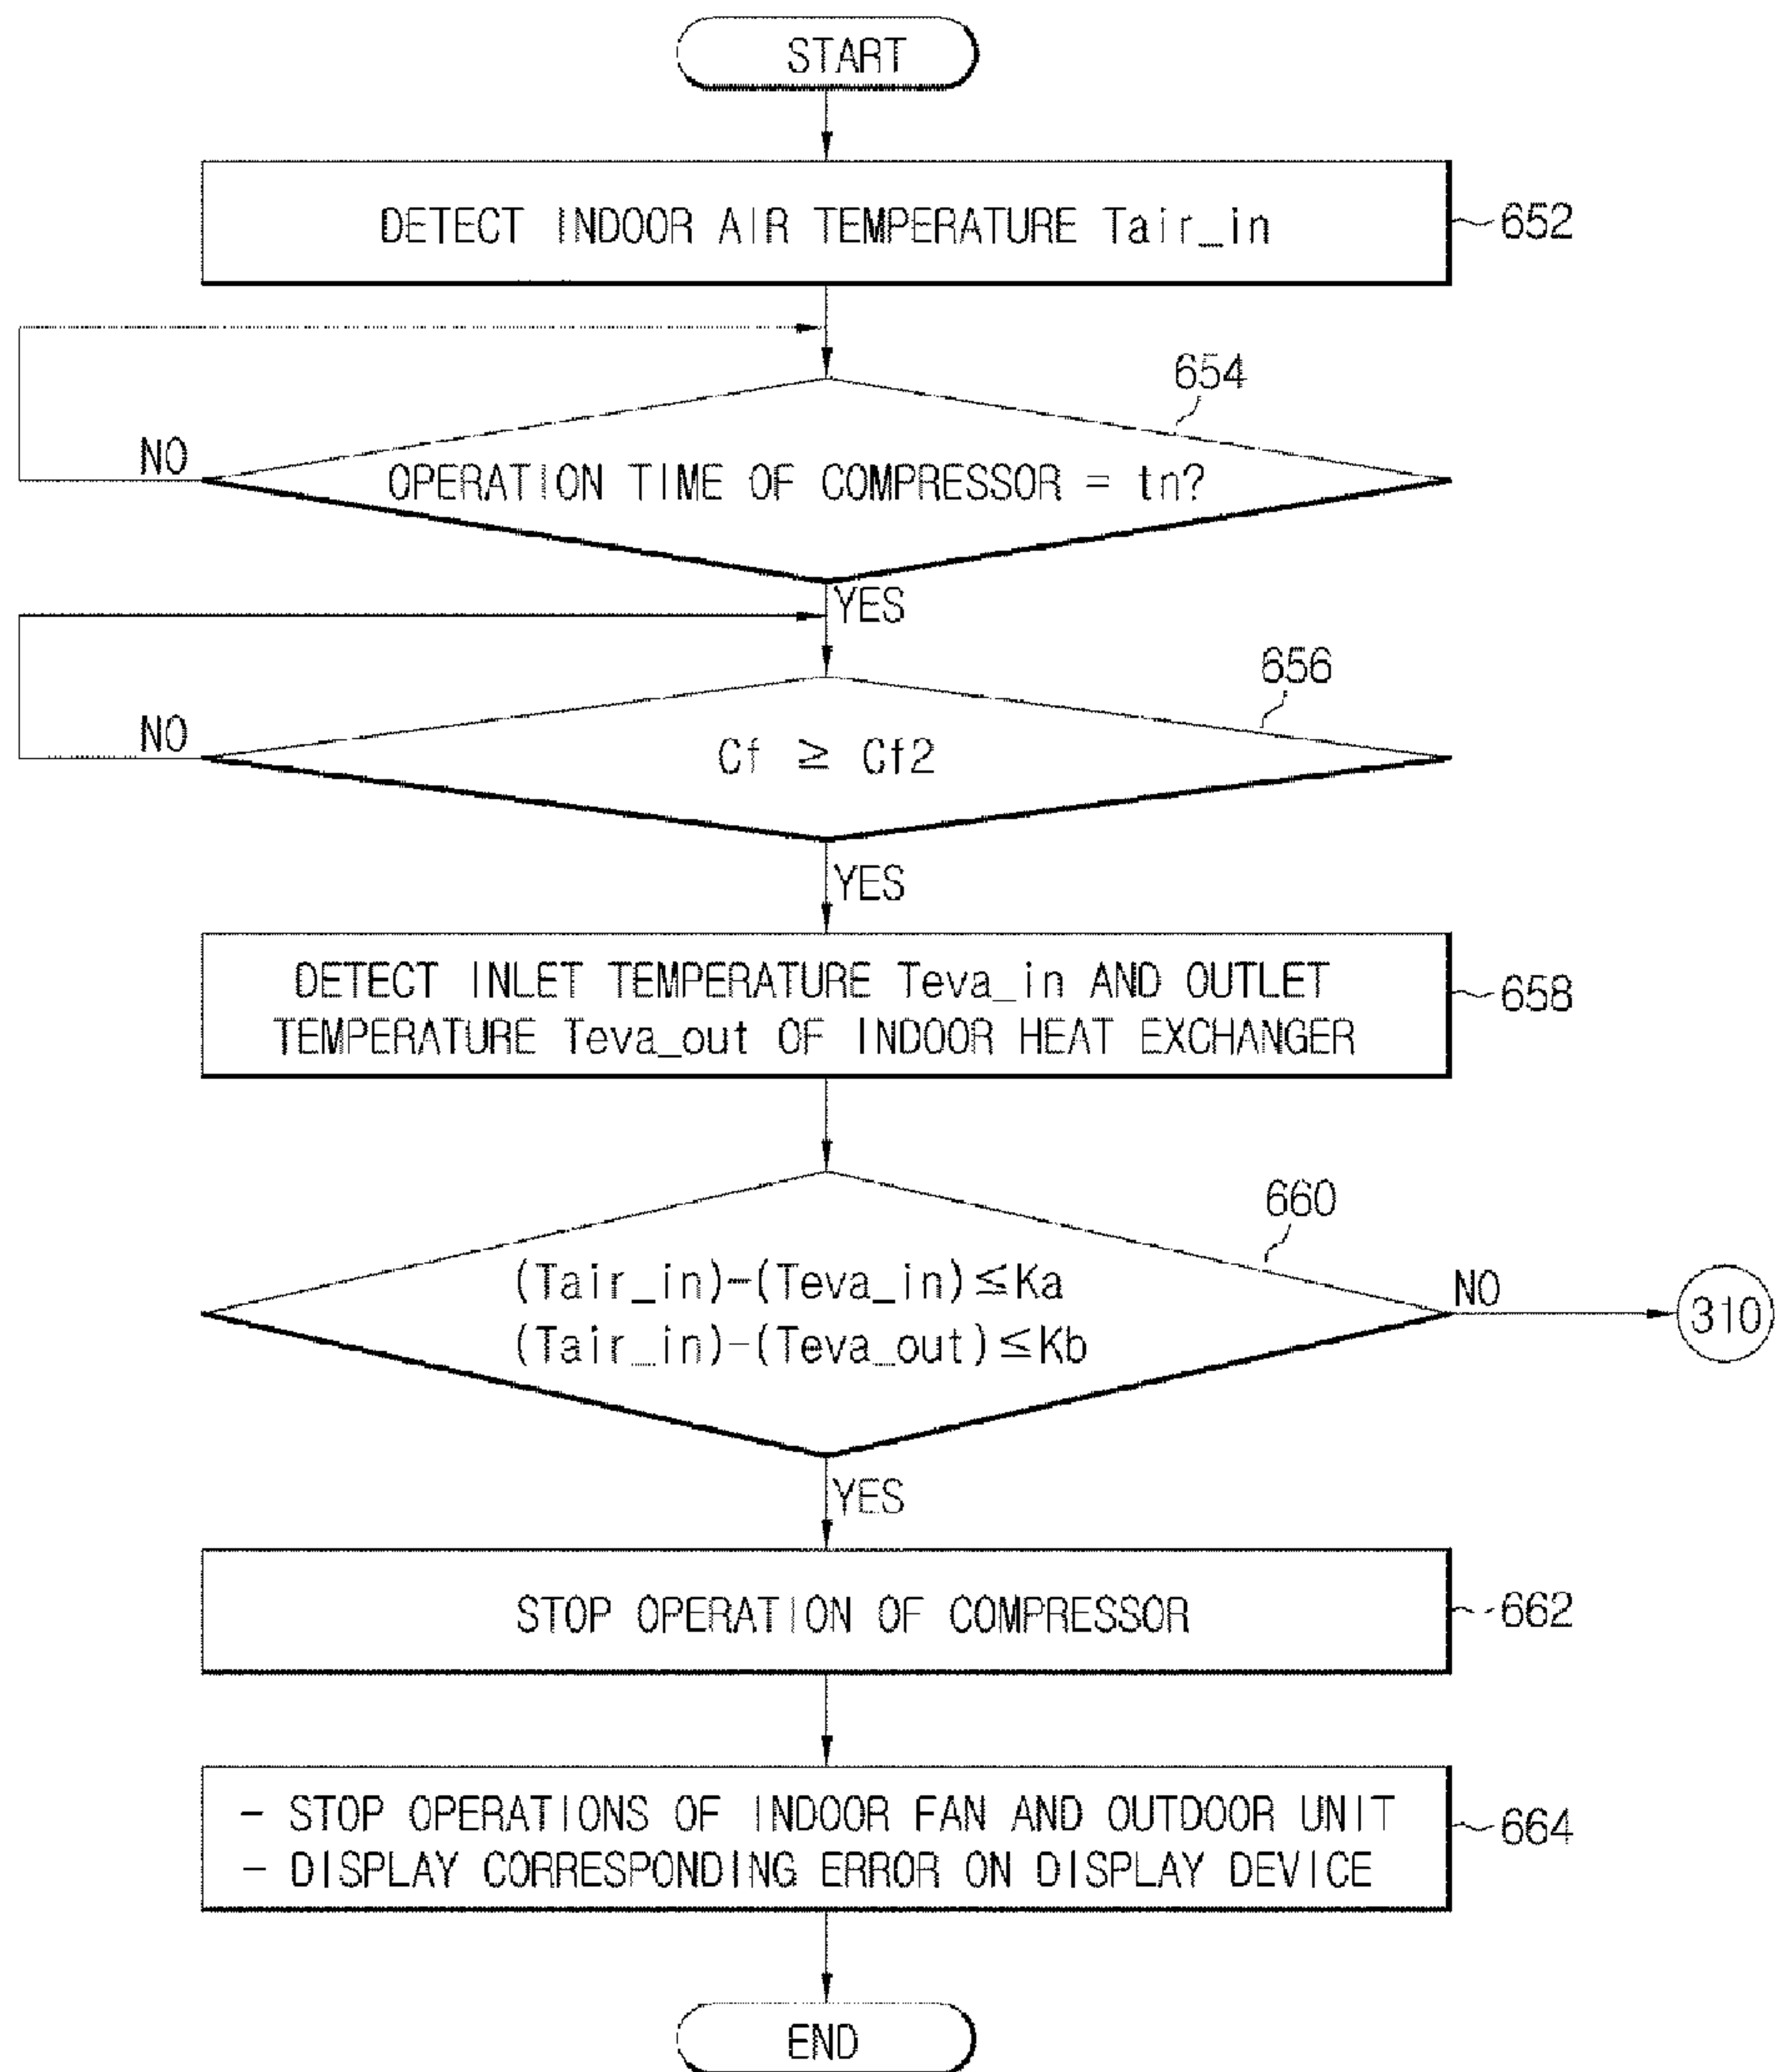 START
DETECT INDOOR AIR TEMPERATURE Tair_in
652
654
NO
OPERATION TIME OF COMPRESSOR = tn?
YES
656
NO
Cf ≥ Cf2
YES
DETECT INLET TEMPERATURE Teva_in AND OUTLET
TEMPERATURE Teva_out OF INDOOR HEAT EXCHANGER
658
660
(Tair_in)-(Teva_in)≤Ka
(Tair_in)-(Teva_out)≤Kb
NO
310
YES
STOP OPERATION OF COMPRESSOR
662
- STOP OPERATIONS OF INDOOR FAN AND OUTDOOR UNIT
- DISPLAY CORRESPONDING ERROR ON DISPLAY DEVICE
664
END